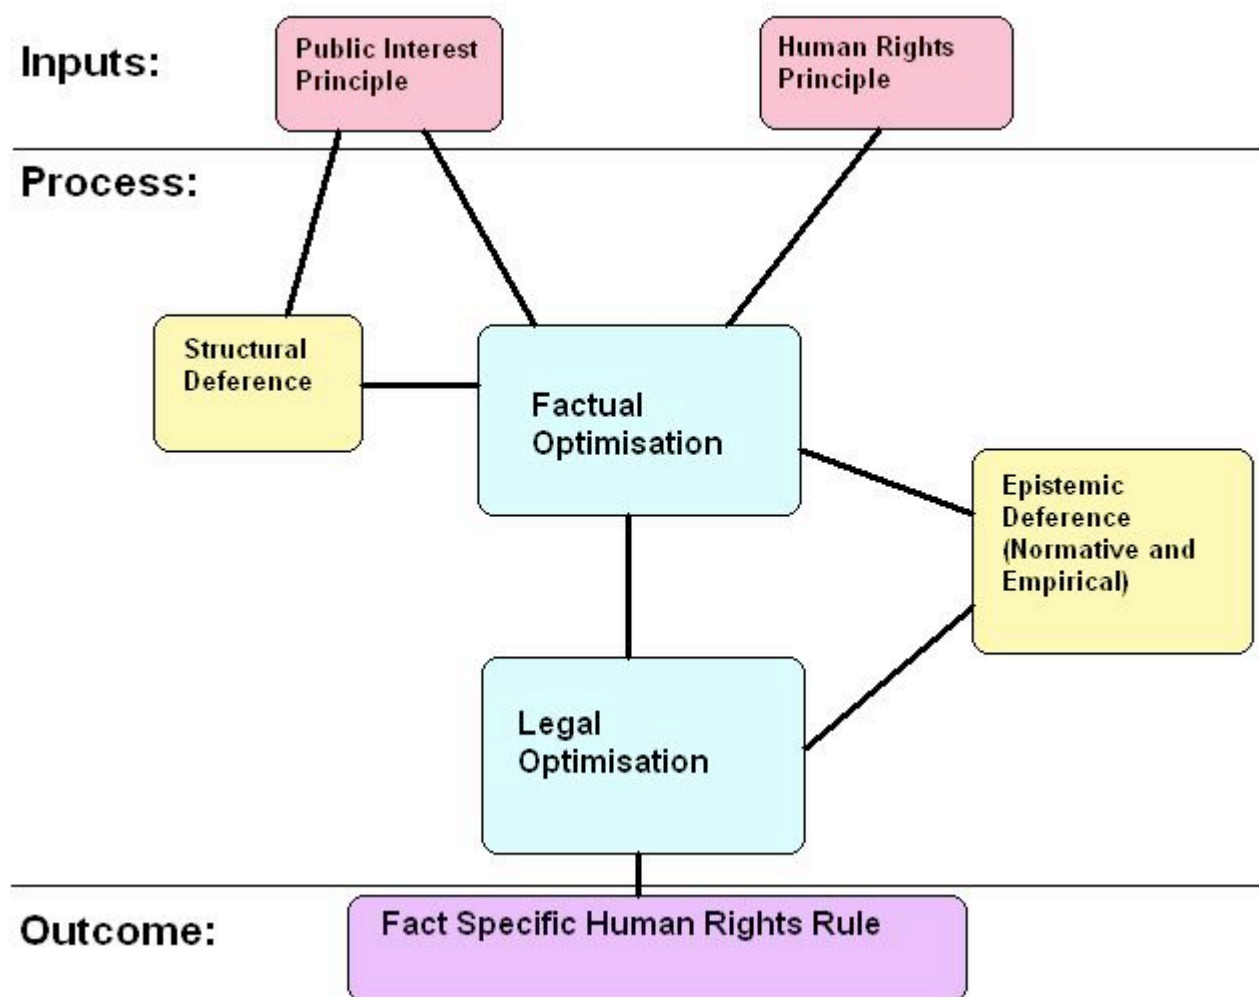 Inputs:
Public Interest
Principle
Human Rights
Principle
Process:
Structural
Deference
Factual
Optimisation
Epistemic
Deference
(Normative and
Empirical)
Legal
Optimisation
Outcome:
Fact Specific Human Rights Rule